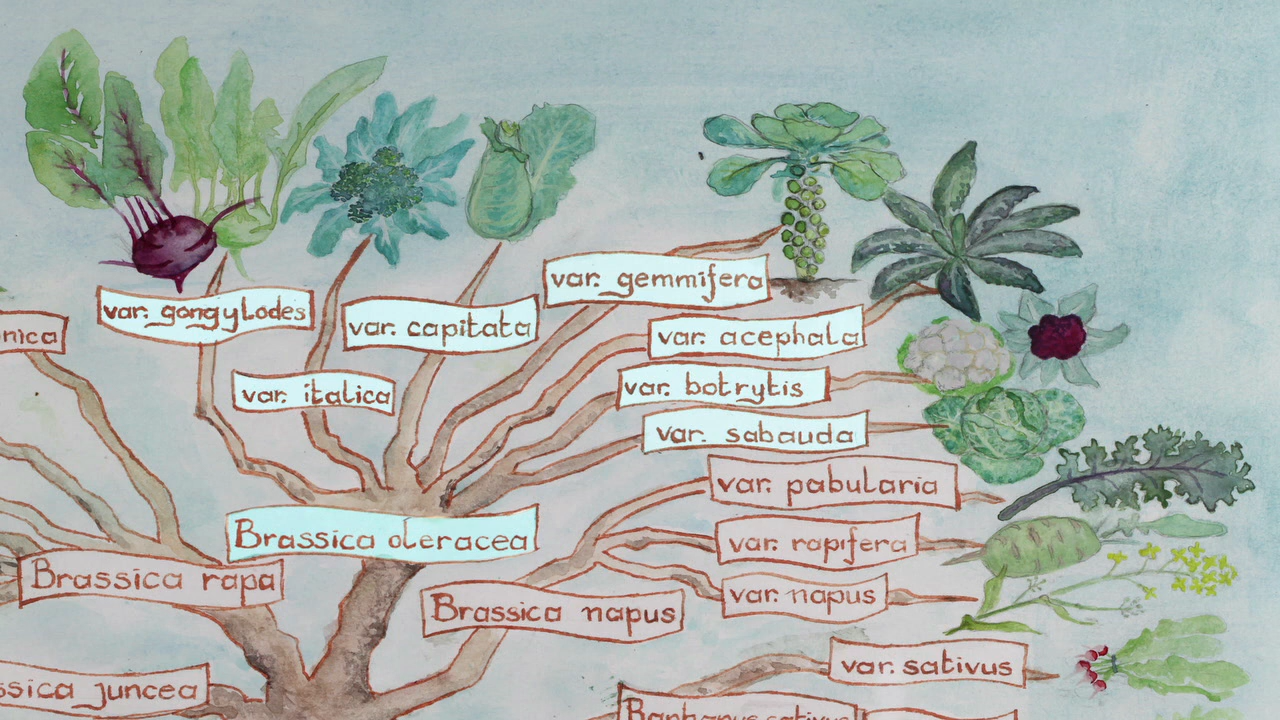 var. gemmifera
var. gongylodes
var. capitata
var. acephala
var. italica
var. botrytis
var. sabauda
var. pabularia
Brassica oleracea
var. rapifera
Brassica rapa
var. napus
Brassica napus
var. sativus
juncea